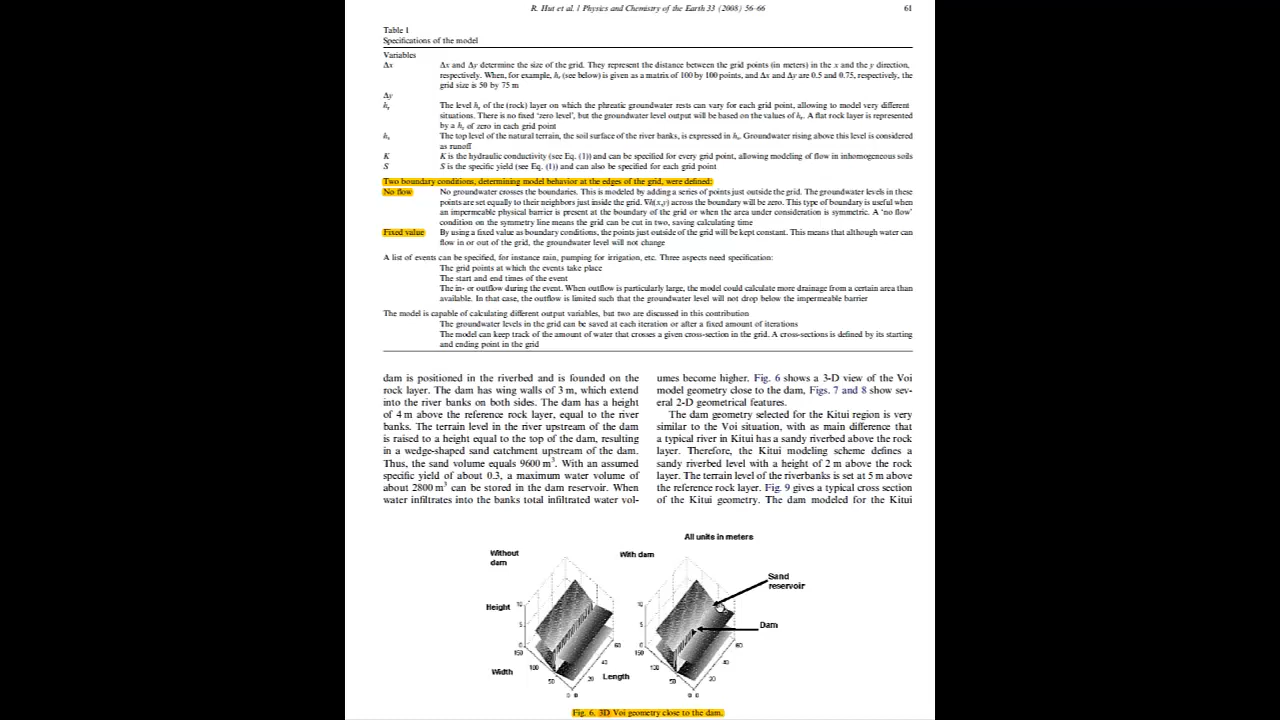 R. Hut et al. / Physics and Chemistry of the Earth 33 (2008) 56–66
61
Table 1
Specifications of the model
Variables
Δx Δx and Δy determine the size of the grid. They represent the distance between the grid points (in meters) in the x and the y direction,
respectively. When, for example, hr (see below) is given as a matrix of 100 by 100 points, and Δx and Δy are 0.5 and 0.75, respectively, the
grid size is 50 by 75 m
Δy
hr The level hr of the (rock) layer on which the phreatic groundwater rests can vary for each grid point, allowing to model very different
situations. There is no fixed 'zero level', but the groundwater level output will be based on the values of hr. A flat rock layer is represented
by a hr of zero in each grid point
hs The top level of the natural terrain, the soil surface of the river banks, is expressed in hs. Groundwater rising above this level is considered
as runoff
K K is the hydraulic conductivity (see Eq. (1)) and can be specified for every grid point, allowing modeling of flow in inhomogeneous soils
S S is the specific yield (see Eq. (1)) and can also be specified for each grid point
Two boundary conditions, determining model behavior at the edges of the grid, were defined:
No flow No groundwater crosses the boundaries. This is modeled by adding a series of points just outside the grid. The groundwater levels in these
points are set equally to their neighbors just inside the grid. ∇h(x,y) across the boundary will be zero. This type of boundary is useful when
an impermeable physical barrier is present at the boundary of the grid or when the area under consideration is symmetric. A 'no flow'
condition on the symmetry line means the grid can be cut in two, saving calculating time
Fixed value By using a fixed value as boundary conditions, the points just outside of the grid will be kept constant. This means that although water can
flow in or out of the grid, the groundwater level will not change
A list of events can be specified, for instance rain, pumping for irrigation, etc. Three aspects need specification:
The grid points at which the events take place
The start and end times of the event
The in- or outflow during the event. When outflow is particularly large, the model could calculate more drainage from a certain area than
available. In that case, the outflow is limited such that the groundwater level will not drop below the impermeable barrier
The model is capable of calculating different output variables, but two are discussed in this contribution
The groundwater levels in the grid can be saved at each iteration or after a fixed amount of iterations
The model can keep track of the amount of water that crosses a given cross-section in the grid. A cross-sections is defined by its starting
and ending point in the grid
dam is positioned in the riverbed and is founded on the
rock layer. The dam has wing walls of 3 m, which extend
into the river banks on both sides. The dam has a height
of 4 m above the reference rock layer, equal to the river
banks. The terrain level in the river upstream of the dam
is raised to a height equal to the top of the dam, resulting
in a wedge-shaped sand catchment upstream of the dam.
Thus, the sand volume equals 9600 m3. With an assumed
specific yield of about 0.3, a maximum water volume of
about 2800 m3 can be stored in the dam reservoir. When
water infiltrates into the banks total infiltrated water vol-
umes become higher. Fig. 6 shows a 3-D view of the Voi
model geometry close to the dam, Figs. 7 and 8 show sev-
eral 2-D geometrical features.
The dam geometry selected for the Kitui region is very
similar to the Voi situation, with as main difference that
a typical river in Kitui has a sandy riverbed above the rock
layer. Therefore, the Kitui modeling scheme defines a
sandy riverbed level with a height of 2 m above the rock
layer. The terrain level of the riverbanks is set at 5 m above
the reference rock layer. Fig. 9 gives a typical cross section
of the Kitui geometry. The dam modeled for the Kitui
All units in meters
Without
dam
With dam
Sand
reservoir
Height
10
5
0
150
100
50
0 0
20
40
60
Width
Length
10
5
0
150
100
50
0 0
20
40
60
Dam
Fig. 6. 3D Voi geometry close to the dam.